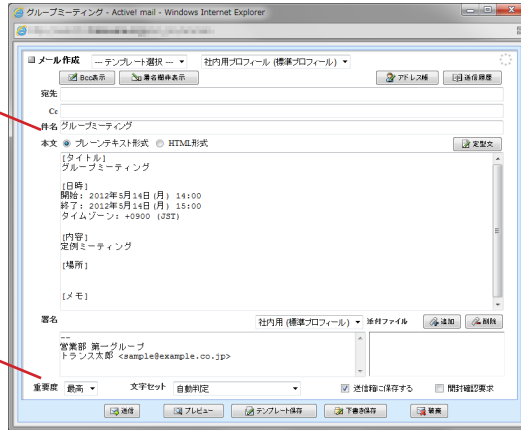 グループミーティング - Active! mail - Windows Internet Explorer
メール作成 --- テンプレート選択 --- ▼ 社内用プロフィール (標準プロフィール) ▼
Bcc表示 署名欄非表示 アドレス帳 送信履歴
宛先
Cc
件名 グループミーティング
本文 プレーンテキスト形式 HTML形式 定型文
[タイトル]
グループミーティング
[日時]
開始: 2012年5月14日(月) 14:00
終了: 2012年5月14日(月) 15:00
タイムゾーン: +0900 (JST)
[内容]
定例ミーティング
[場所]
[メモ]
署名 社内用 (標準プロフィール) ▼ 添付ファイル 追加 削除
--
営業部 第一グループ
トランス太郎 <sample@example.co.jp>
重要度 最高 ▼ 文字セット 自動判定 ▼ 送信箱に保存する 開封確認要求
送信 プレビュー テンプレート保存 下書き保存 破棄